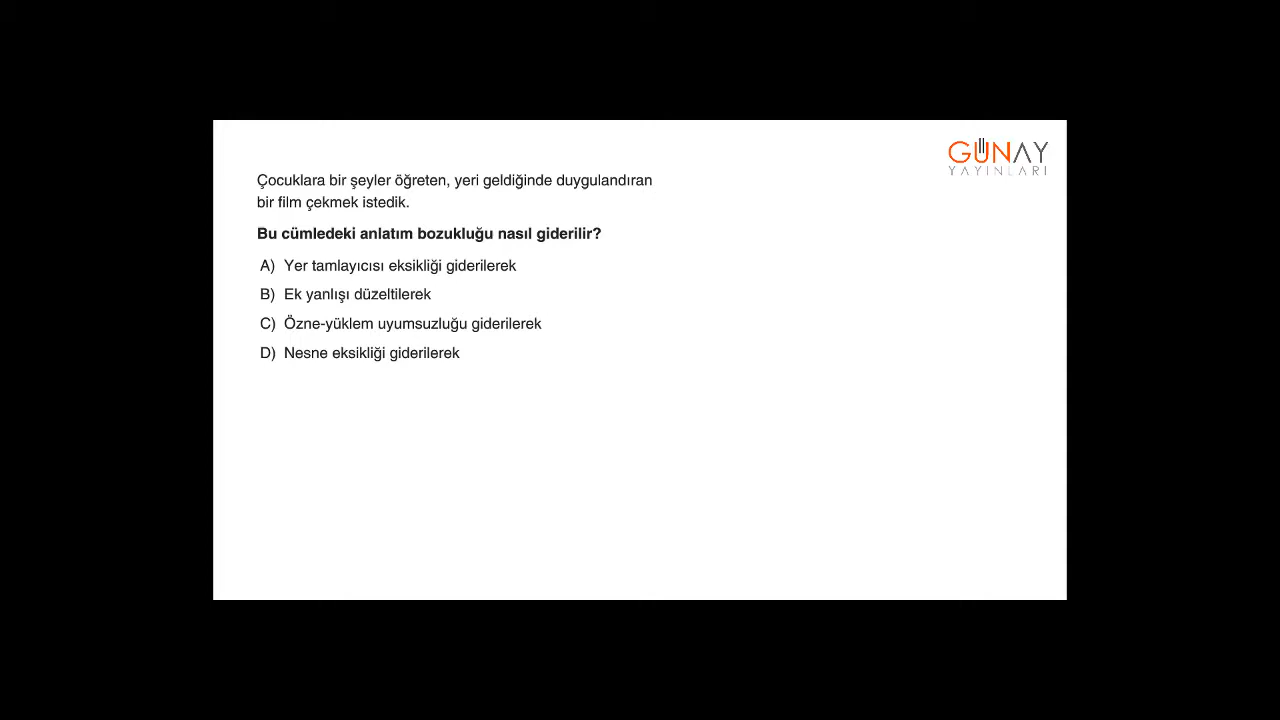 GÜNAY
YAYINLARI
Çocuklara bir şeyler öğreten, yeri geldiğinde duygulandıran
bir film çekmek istedik.
Bu cümledeki anlatım bozukluğu nasıl giderilir?
A) Yer tamlayıcısı eksikliği giderilerek
B) Ek yanlışı düzeltilerek
C) Özne-yüklem uyumsuzluğu giderilerek
D) Nesne eksikliği giderilerek